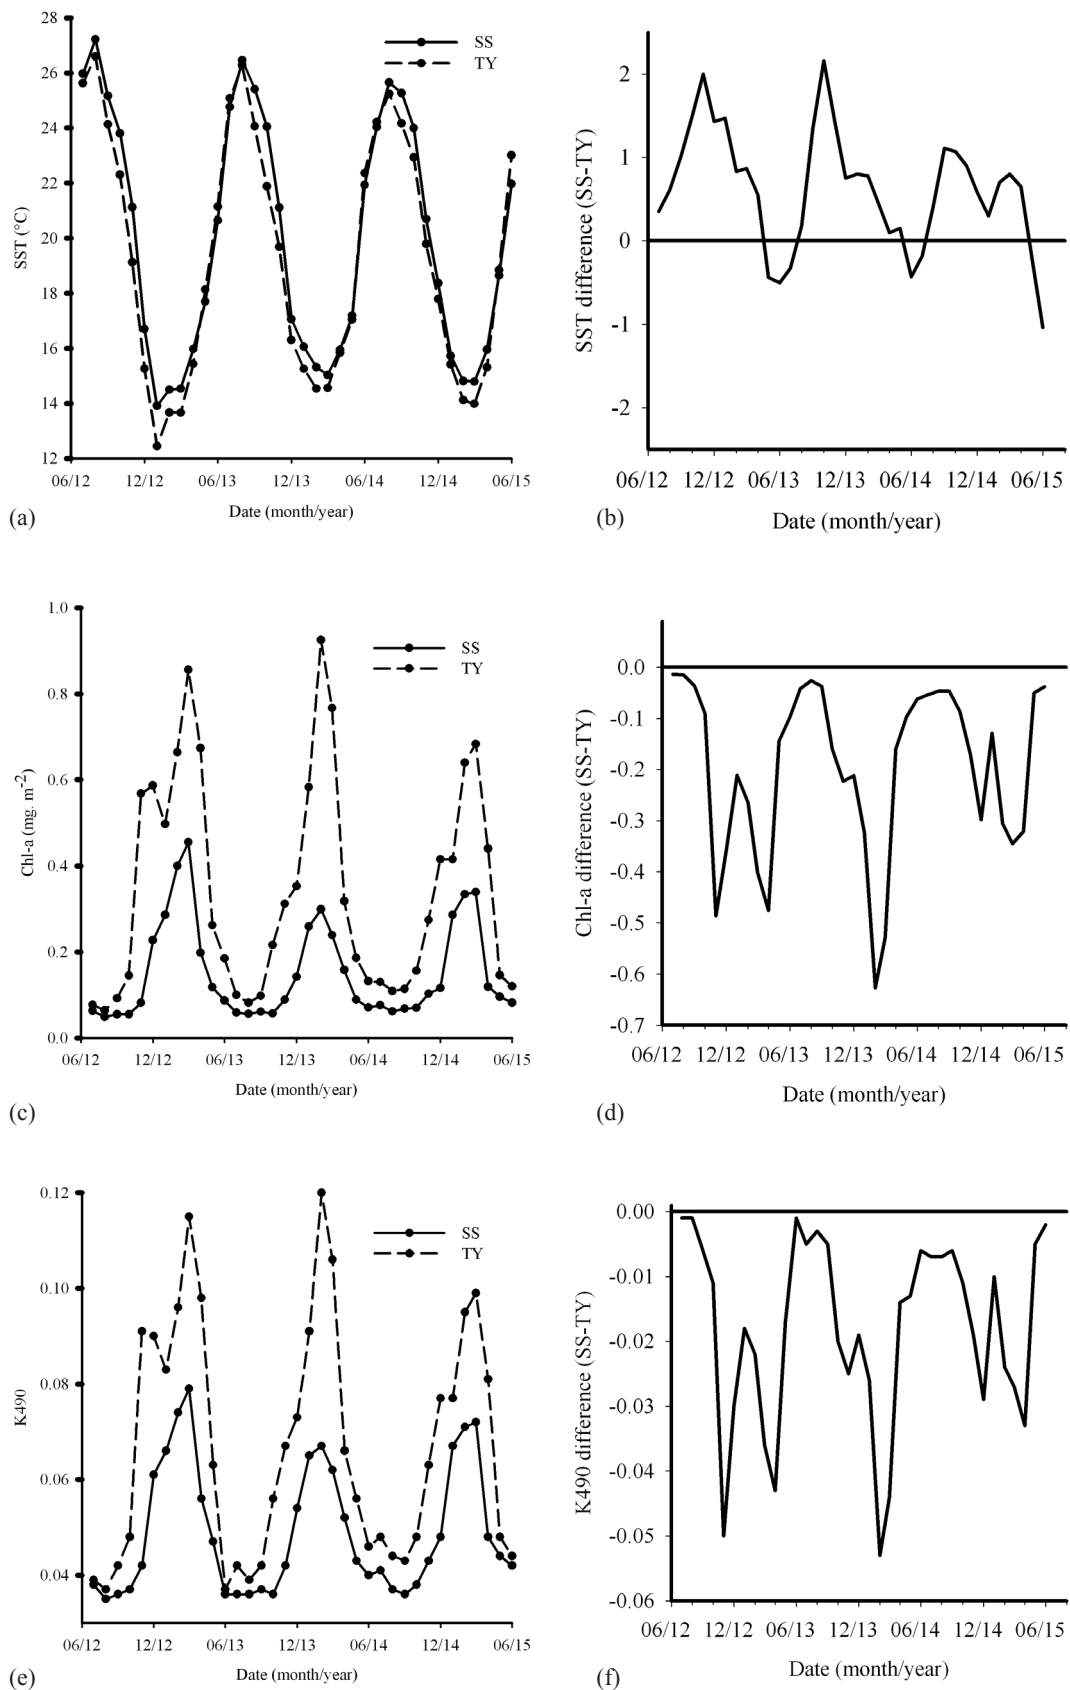 28
26
24
22
20
18
16
14
12
SST (°C)
SS
TY
06/12 12/12 06/13 12/13 06/14 12/14 06/15
Date (month/year)
(a)
2
1
0
-1
-2
SST difference (SS-TY)
06/12 12/12 06/13 12/13 06/14 12/14 06/15
Date (month/year)
(b)
1.0
0.8
0.6
0.4
0.2
0.0
Chl-a (mg. m⁻²)
SS
TY
06/12 12/12 06/13 12/13 06/14 12/14 06/15
Date (month/year)
(c)
0.0
-0.1
-0.2
-0.3
-0.4
-0.5
-0.6
-0.7
Chl-a difference (SS-TY)
06/12 12/12 06/13 12/13 06/14 12/14 06/15
Date (month/year)
(d)
0.12
0.10
0.08
0.06
0.04
K490
SS
TY
06/12 12/12 06/13 12/13 06/14 12/14 06/15
Date (month/year)
(e)
0.00
-0.01
-0.02
-0.03
-0.04
-0.05
-0.06
K490 difference (SS-TY)
06/12 12/12 06/13 12/13 06/14 12/14 06/15
Date (month/year)
(f)